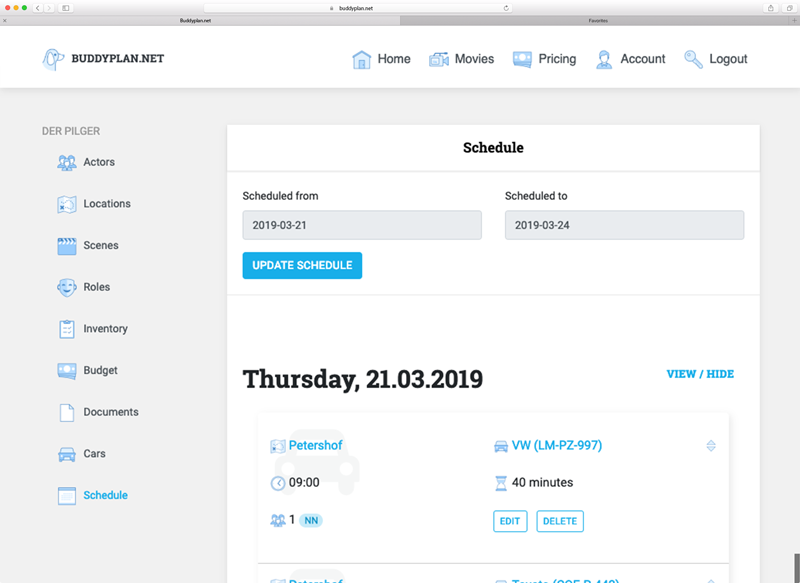 buddyplan.net
Buddyplan.net
Favorites
BUDDYPLAN.NET
Home
Movies
Pricing
Account
Logout
DER PILGER
Actors
Locations
Scenes
Roles
Inventory
Budget
Documents
Cars
Schedule
Schedule
Scheduled from
Scheduled to
2019-03-21
2019-03-24
UPDATE SCHEDULE
Thursday, 21.03.2019
VIEW / HIDE
Petershof
VW (LM-PZ-997)
09:00
40 minutes
1 NN
EDIT
DELETE
Petershof